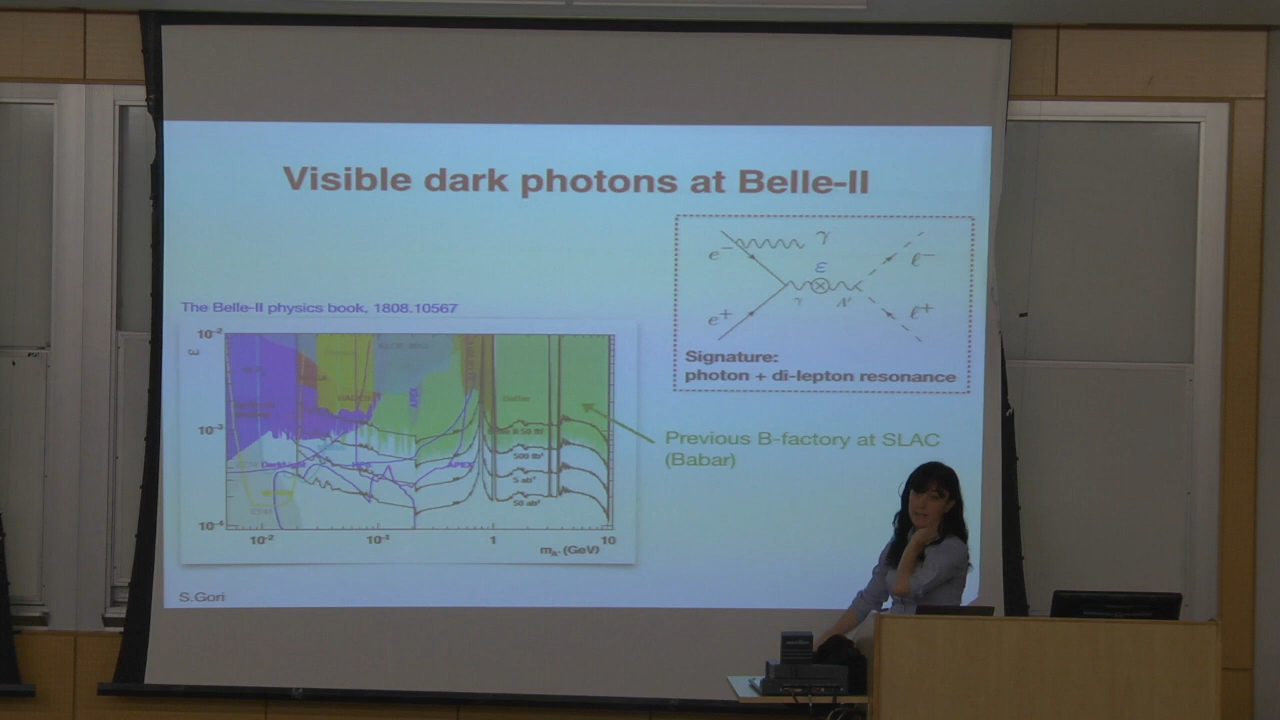 Visible dark photons at Belle-II
e⁻
γ
ε
ℓ⁻
γ
A'
e⁺
ℓ⁺
Signature:
photon + di-lepton resonance
The Belle-II physics book, 1808.10567
10⁻²
ε
BaBar
APEX
500 fb⁻¹
5 ab⁻¹
50 ab⁻¹
10⁻³
10⁻⁴
10⁻²
10⁻¹
1
10
m_A' (GeV)
Previous B-factory at SLAC
(Babar)
S.Gori